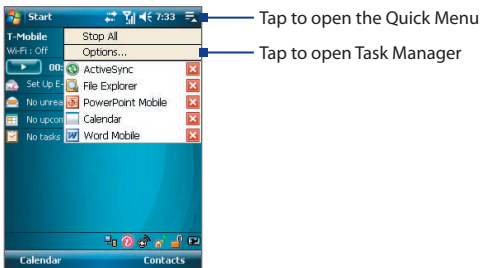 Start 7:33
Tap to open the Quick Menu
T-Mobile
Stop All
Wi-Fi : Off
Options...
Tap to open Task Manager
00:
ActiveSync
Set Up E-
File Explorer
No unrea
PowerPoint Mobile
No upcon
Calendar
No tasks
Word Mobile
Calendar Contacts